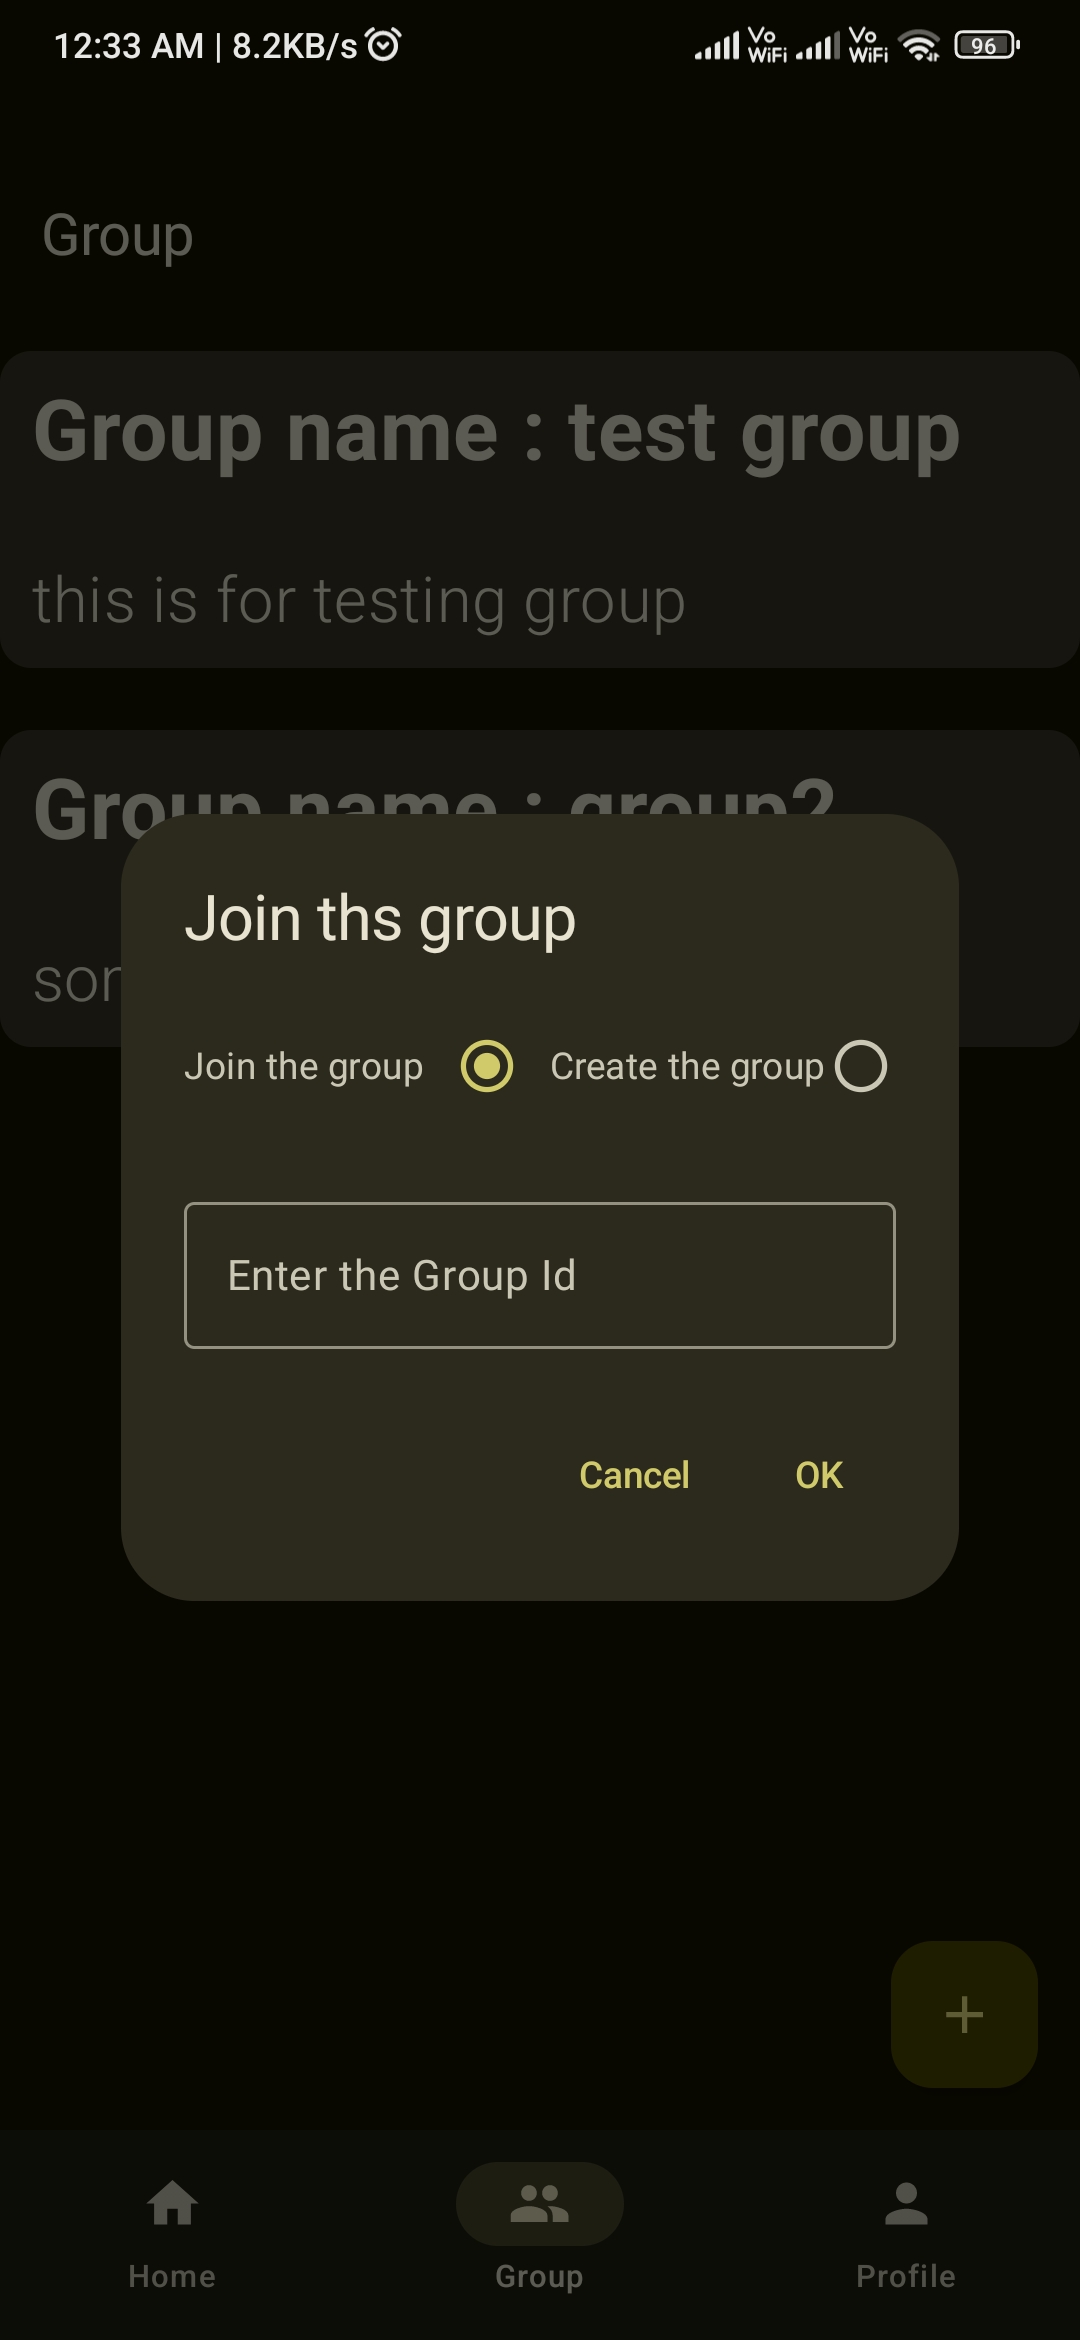 12:33 AM | 8.2KB/s Vo WiFi Vo WiFi 96
Group
Group name : test group
this is for testing group
Group name : group2
Join ths group
Join the group Create the group
Enter the Group Id
Cancel OK
Home Group Profile